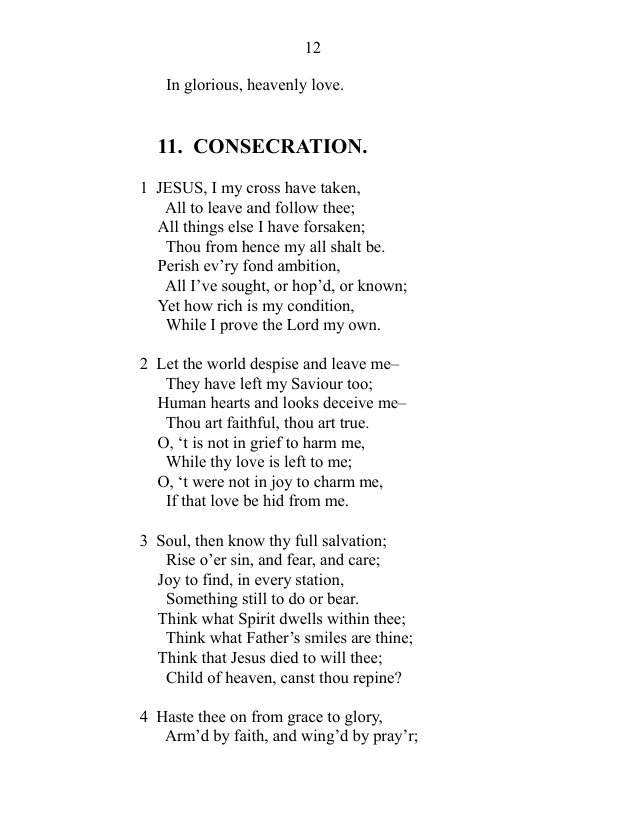 12
In glorious, heavenly love.
11. CONSECRATION.
1 JESUS, I my cross have taken,
All to leave and follow thee;
All things else I have forsaken;
Thou from hence my all shalt be.
Perish ev’ry fond ambition,
All I’ve sought, or hop’d, or known;
Yet how rich is my condition,
While I prove the Lord my own.
2 Let the world despise and leave me–
They have left my Saviour too;
Human hearts and looks deceive me–
Thou art faithful, thou art true.
O, ‘t is not in grief to harm me,
While thy love is left to me;
O, ‘t were not in joy to charm me,
If that love be hid from me.
3 Soul, then know thy full salvation;
Rise o’er sin, and fear, and care;
Joy to find, in every station,
Something still to do or bear.
Think what Spirit dwells within thee;
Think what Father’s smiles are thine;
Think that Jesus died to will thee;
Child of heaven, canst thou repine?
4 Haste thee on from grace to glory,
Arm’d by faith, and wing’d by pray’r;